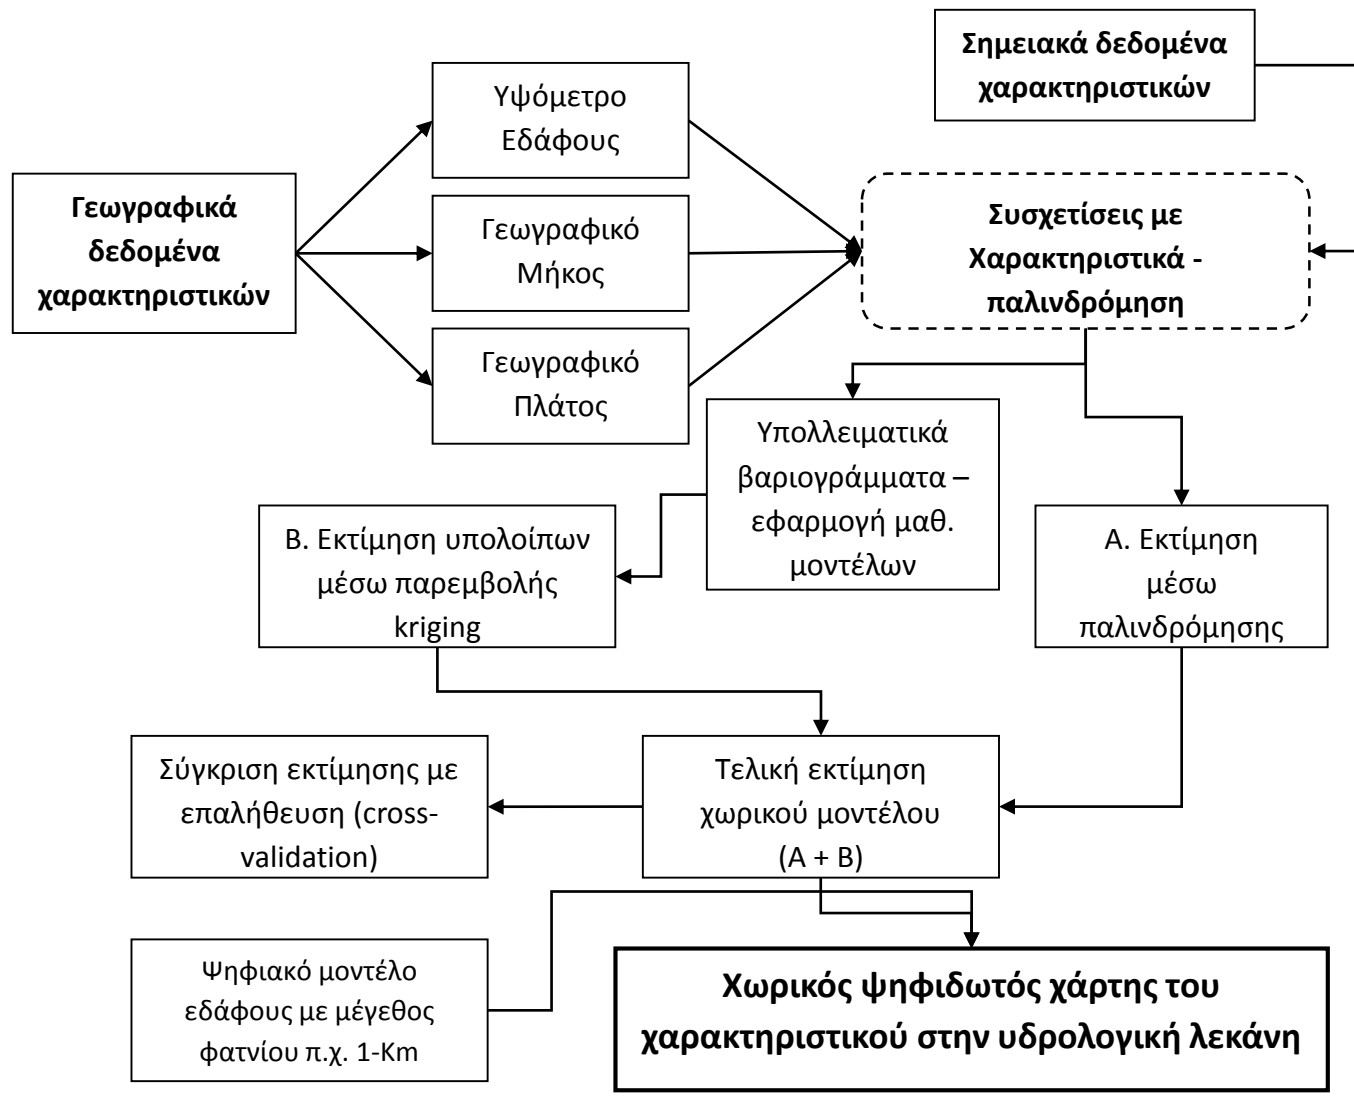 Σημειακά δεδομένα
χαρακτηριστικών
Υψόμετρο
Εδάφους
Γεωγραφικά
δεδομένα
χαρακτηριστικών
Γεωγραφικό
Μήκος
Συσχετίσεις με
Χαρακτηριστικά -
παλινδρόμηση
Γεωγραφικό
Πλάτος
Υπολλειματικά
βαριογράμματα –
εφαρμογή μαθ.
μοντέλων
Β. Εκτίμηση υπολοίπων
μέσω παρεμβολής
kriging
Α. Εκτίμηση
μέσω
παλινδρόμησης
Σύγκριση εκτίμησης με
επαλήθευση (cross-
validation)
Τελική εκτίμηση
χωρικού μοντέλου
(Α + Β)
Ψηφιακό μοντέλο
εδάφους με μέγεθος
φατνίου π.χ. 1-Km
Χωρικός ψηφιδωτός χάρτης του
χαρακτηριστικού στην υδρολογική λεκάνη